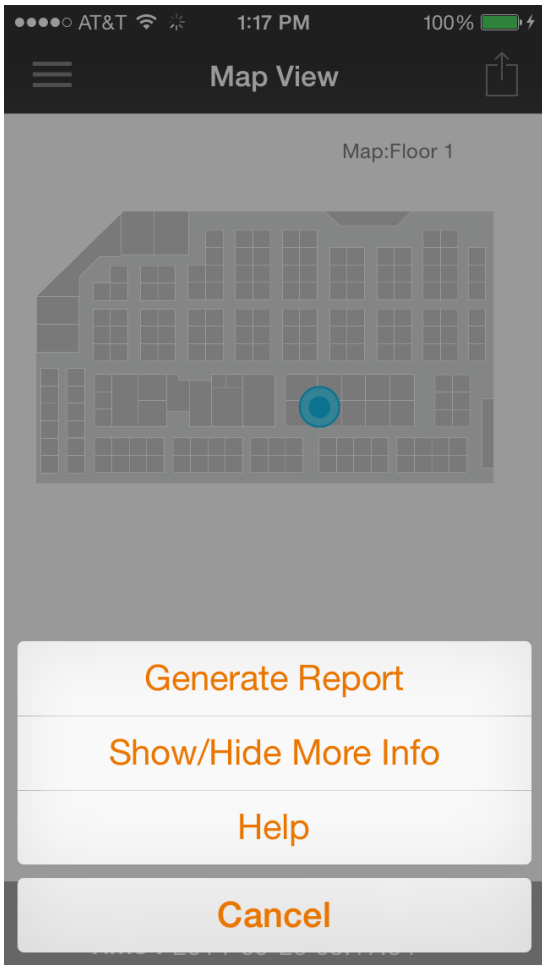 AT&T 1:17 PM 100%
Map View
Map:Floor 1
Generate Report
Show/Hide More Info
Help
Cancel